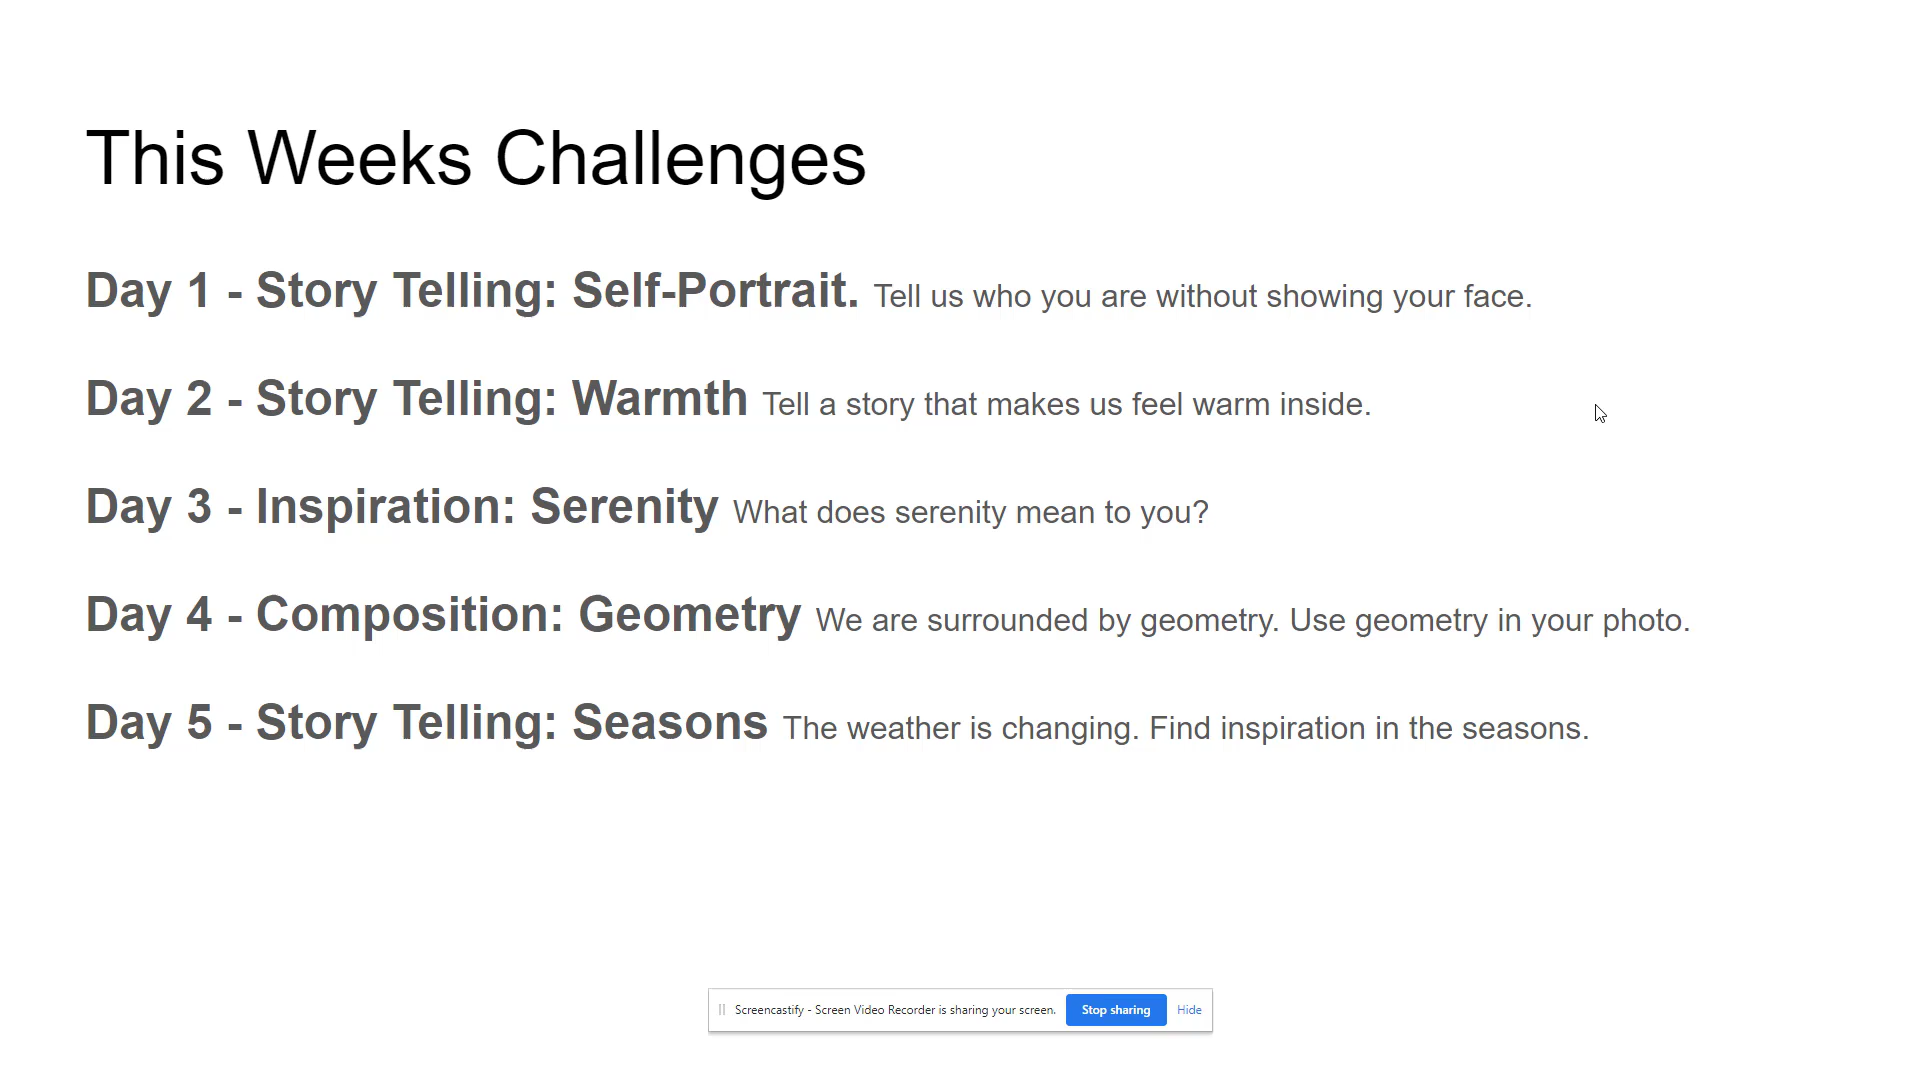 This Weeks Challenges
Day 1 - Story Telling: Self-Portrait. Tell us who you are without showing your face.
Day 2 - Story Telling: Warmth Tell a story that makes us feel warm inside.
Day 3 - Inspiration: Serenity What does serenity mean to you?
Day 4 - Composition: Geometry We are surrounded by geometry. Use geometry in your photo.
Day 5 - Story Telling: Seasons The weather is changing. Find inspiration in the seasons.
Screencastify - Screen Video Recorder is sharing your screen. Stop sharing Hide